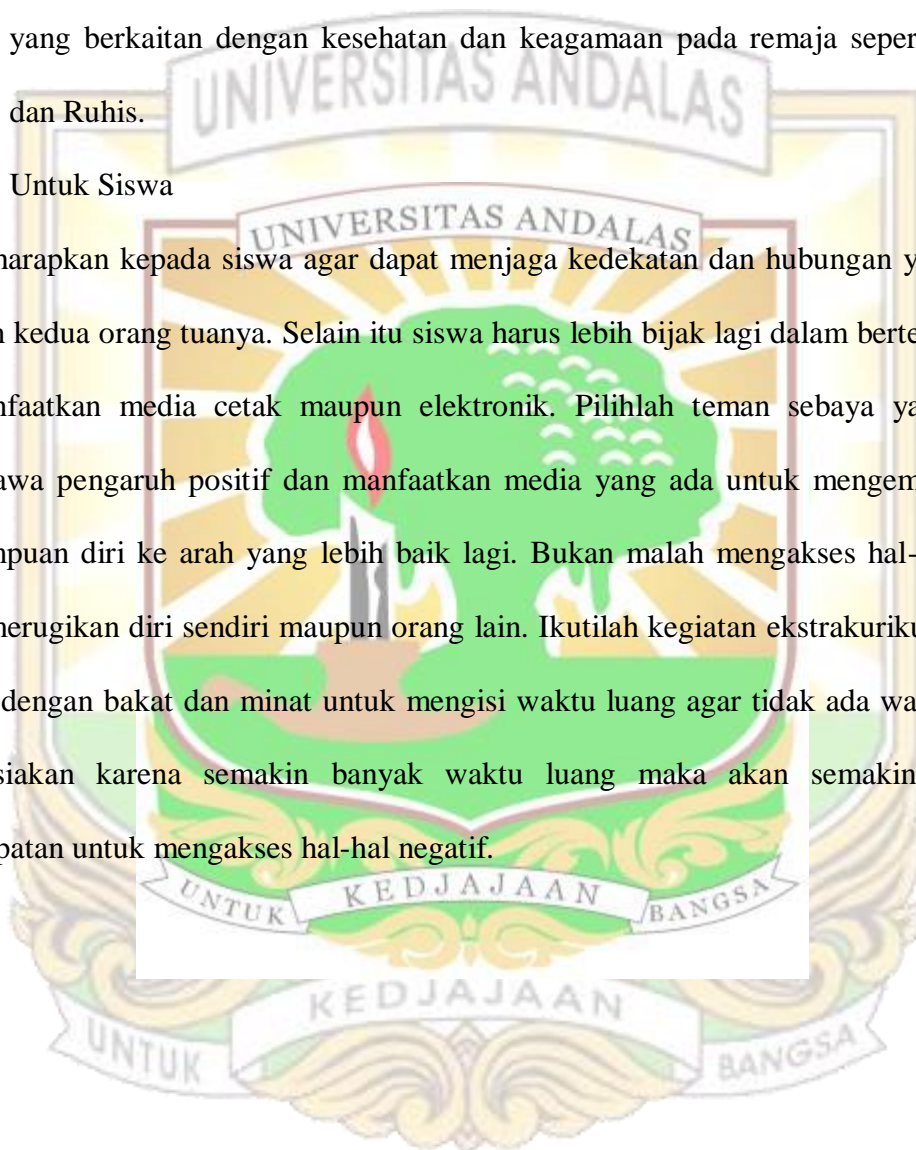 yang berkaitan dengan kesehatan dan keagamaan pada remaja seper
UNIVERSITAS ANDALAS
dan Ruhis.
Untuk Siswa
UNIVERSITAS ANDALAS
harapkan kepada siswa agar dapat menjaga kedekatan dan hubungan y
n kedua orang tuanya. Selain itu siswa harus lebih bijak lagi dalam berte
nfaatkan media cetak maupun elektronik. Pilihlah teman sebaya ya
awa pengaruh positif dan manfaatkan media yang ada untuk mengem
mpuan diri ke arah yang lebih baik lagi. Bukan malah mengakses hal-
merugikan diri sendiri maupun orang lain. Ikutilah kegiatan ekstrakuriku
dengan bakat dan minat untuk mengisi waktu luang agar tidak ada wa
siakan karena semakin banyak waktu luang maka akan semakin
patan untuk mengakses hal-hal negatif.
UNTUK KEDJAJAAN BANGSA
UNTUK KEDJAJAAN BANGSA